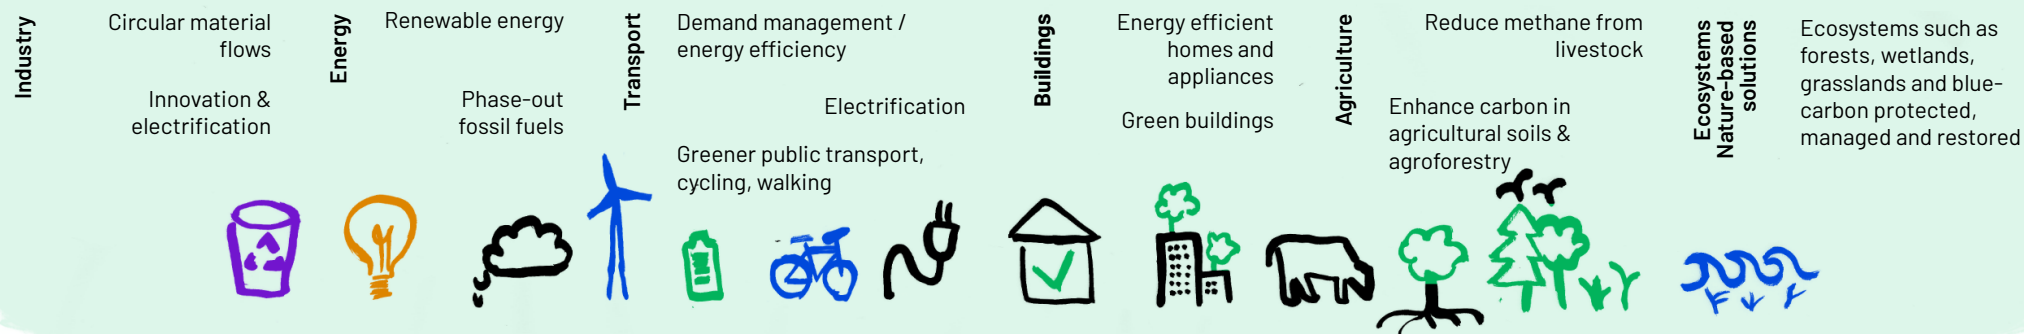 Industry
Circular material
flows
Innovation &
electrification
Energy
Renewable energy
Phase-out
fossil fuels
Transport
Demand management /
energy efficiency
Electrification
Greener public transport,
cycling, walking
Buildings
Energy efficient
homes and
appliances
Green buildings
Agriculture
Reduce methane from
livestock
Enhance carbon in
agricultural soils &
agroforestry
Ecosystems
Nature-based
solutions
Ecosystems such as
forests, wetlands,
grasslands and blue-
carbon protected,
managed and restored